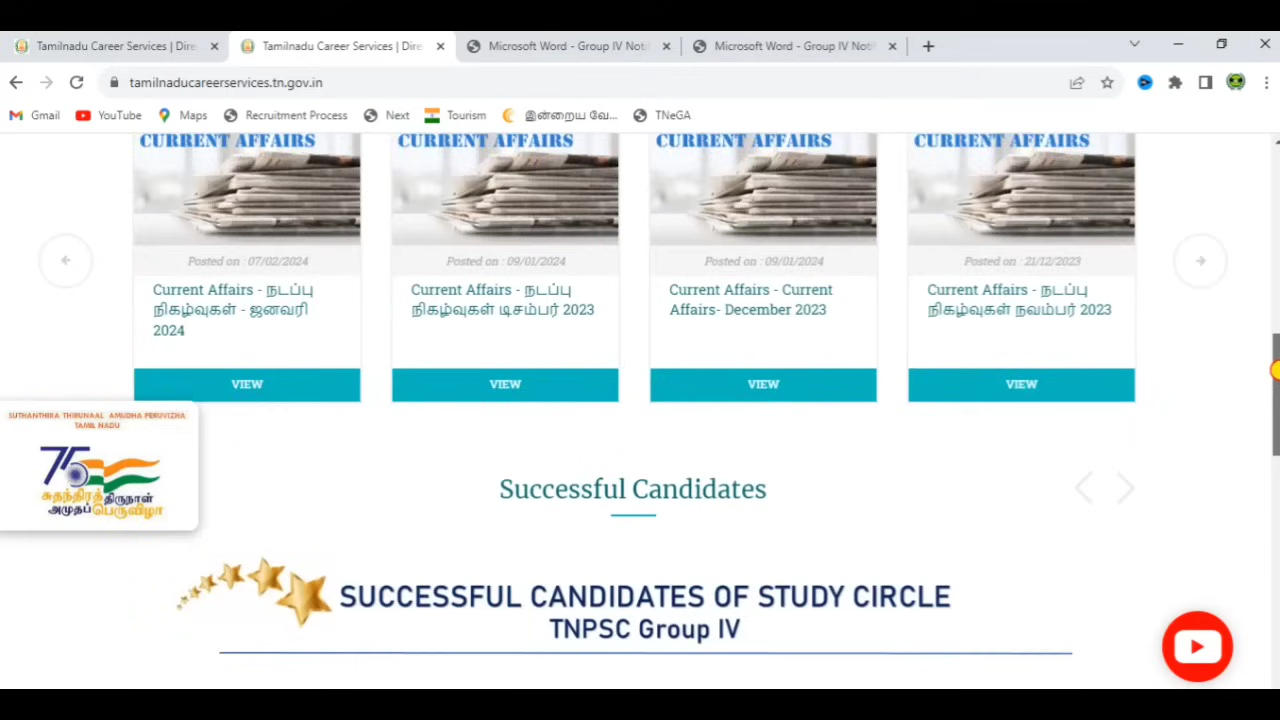 Tamilnadu Career Services | Dire
Tamilnadu Career Services | Dire
Microsoft Word - Group IV Noti
Microsoft Word - Group IV Noti
tamilnaducareerservices.tn.gov.in
Gmail
YouTube
Maps
Recruitment Process
Next
Tourism
இன்றைய வே...
TNeGA
CURRENT AFFAIRS
CURRENT AFFAIRS
CURRENT AFFAIRS
CURRENT AFFAIRS
Posted on : 07/02/2024
Posted on : 09/01/2024
Posted on : 09/01/2024
Posted on : 21/12/2023
Current Affairs - நடப்பு
நிகழ்வுகள் - ஜனவரி
2024
Current Affairs - நடப்பு
நிகழ்வுகள் டிசம்பர் 2023
Current Affairs - Current
Affairs- December 2023
Current Affairs - நடப்பு
நிகழ்வுகள் நவம்பர் 2023
VIEW
VIEW
VIEW
VIEW
SUTHANTHIRA THIRUNAAL AMUDHA PERUVIZHA
TAMIL NADU
75
சுதந்திரத் திருநாள்
அமுதப் பெருவிழா
Successful Candidates
SUCCESSFUL CANDIDATES OF STUDY CIRCLE
TNPSC Group IV